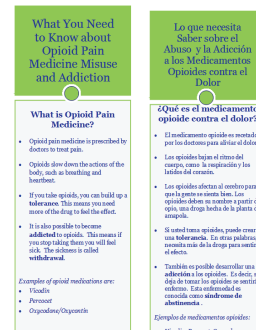 What You Need
to Know about
Opioid Pain
Medicine Misuse
and Addiction
What is Opioid Pain
Medicine?
• Opioid pain medicine is prescribed by
doctors to treat pain.
• Opioids slow down the actions of the
body, such as breathing and
heartbeat.
• If you take opioids, you can build up a
tolerance. This means you need
more of the drug to feel the effect.
• It is also possible to become
addicted to opioids. This means if
you stop taking them you will feel
sick. The sickness is called
withdrawal.
Examples of opioid medications are:
• Vicodin
• Percocet
• Oxycodone/Oxycontin
Lo que necesita
Saber sobre el
Abuso y la Adicción
a los Medicamentos
Opioides contra el
Dolor
¿Qué es el medicamento
opioide contra el dolor?
• El medicamento opioide es recetado
por los doctores para aliviar el dolor.
• Los opioides bajan el ritmo del
cuerpo, como la respiración y los
latidos del corazón.
• Los opioides afectan al cerebro para
que la gente se sienta bien. Los
opioides deben su nombre a partir d
opio, una droga hecha de la planta d
amapola.
• Si usted toma opioides, puede crear
una tolerancia. En otras palabras,
necesita más de la droga para sentir
el efecto.
• También es posible desarrollar una
adicción a los opioides. Es decir, s
deja de tomar los opioides se sentirá
enfermo. Esta enfermedad es
conocida como síndrome de
abstinencia.
Ejemplos de medicamentos opioides: